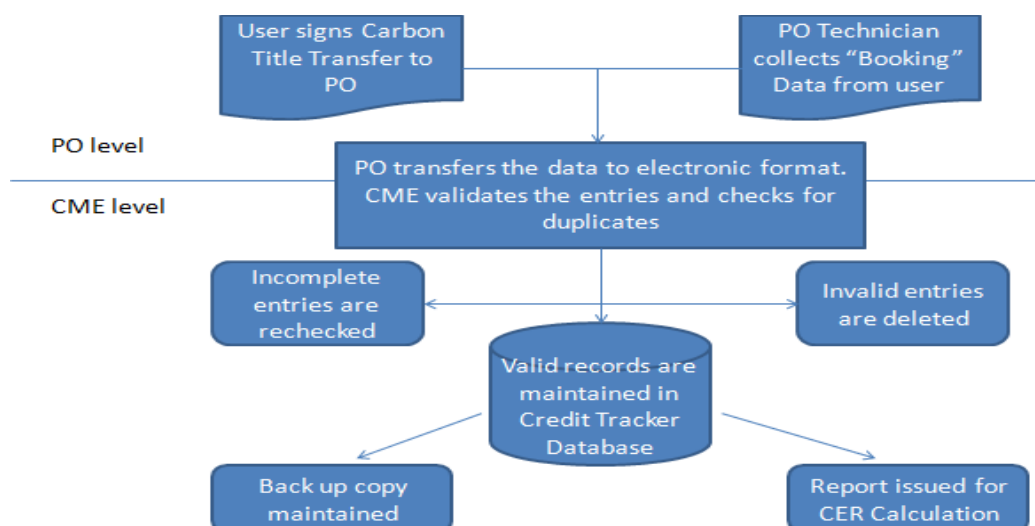 User signs Carbon
Title Transfer to
PO
PO Technician
collects “Booking”
Data from user
PO level
PO transfers the data to electronic format.
CME validates the entries and checks for
duplicates
CME level
Incomplete
entries are
rechecked
Invalid entries
are deleted
Valid records are
maintained in
Credit Tracker
Database
Back up copy
maintained
Report issued for
CER Calculation